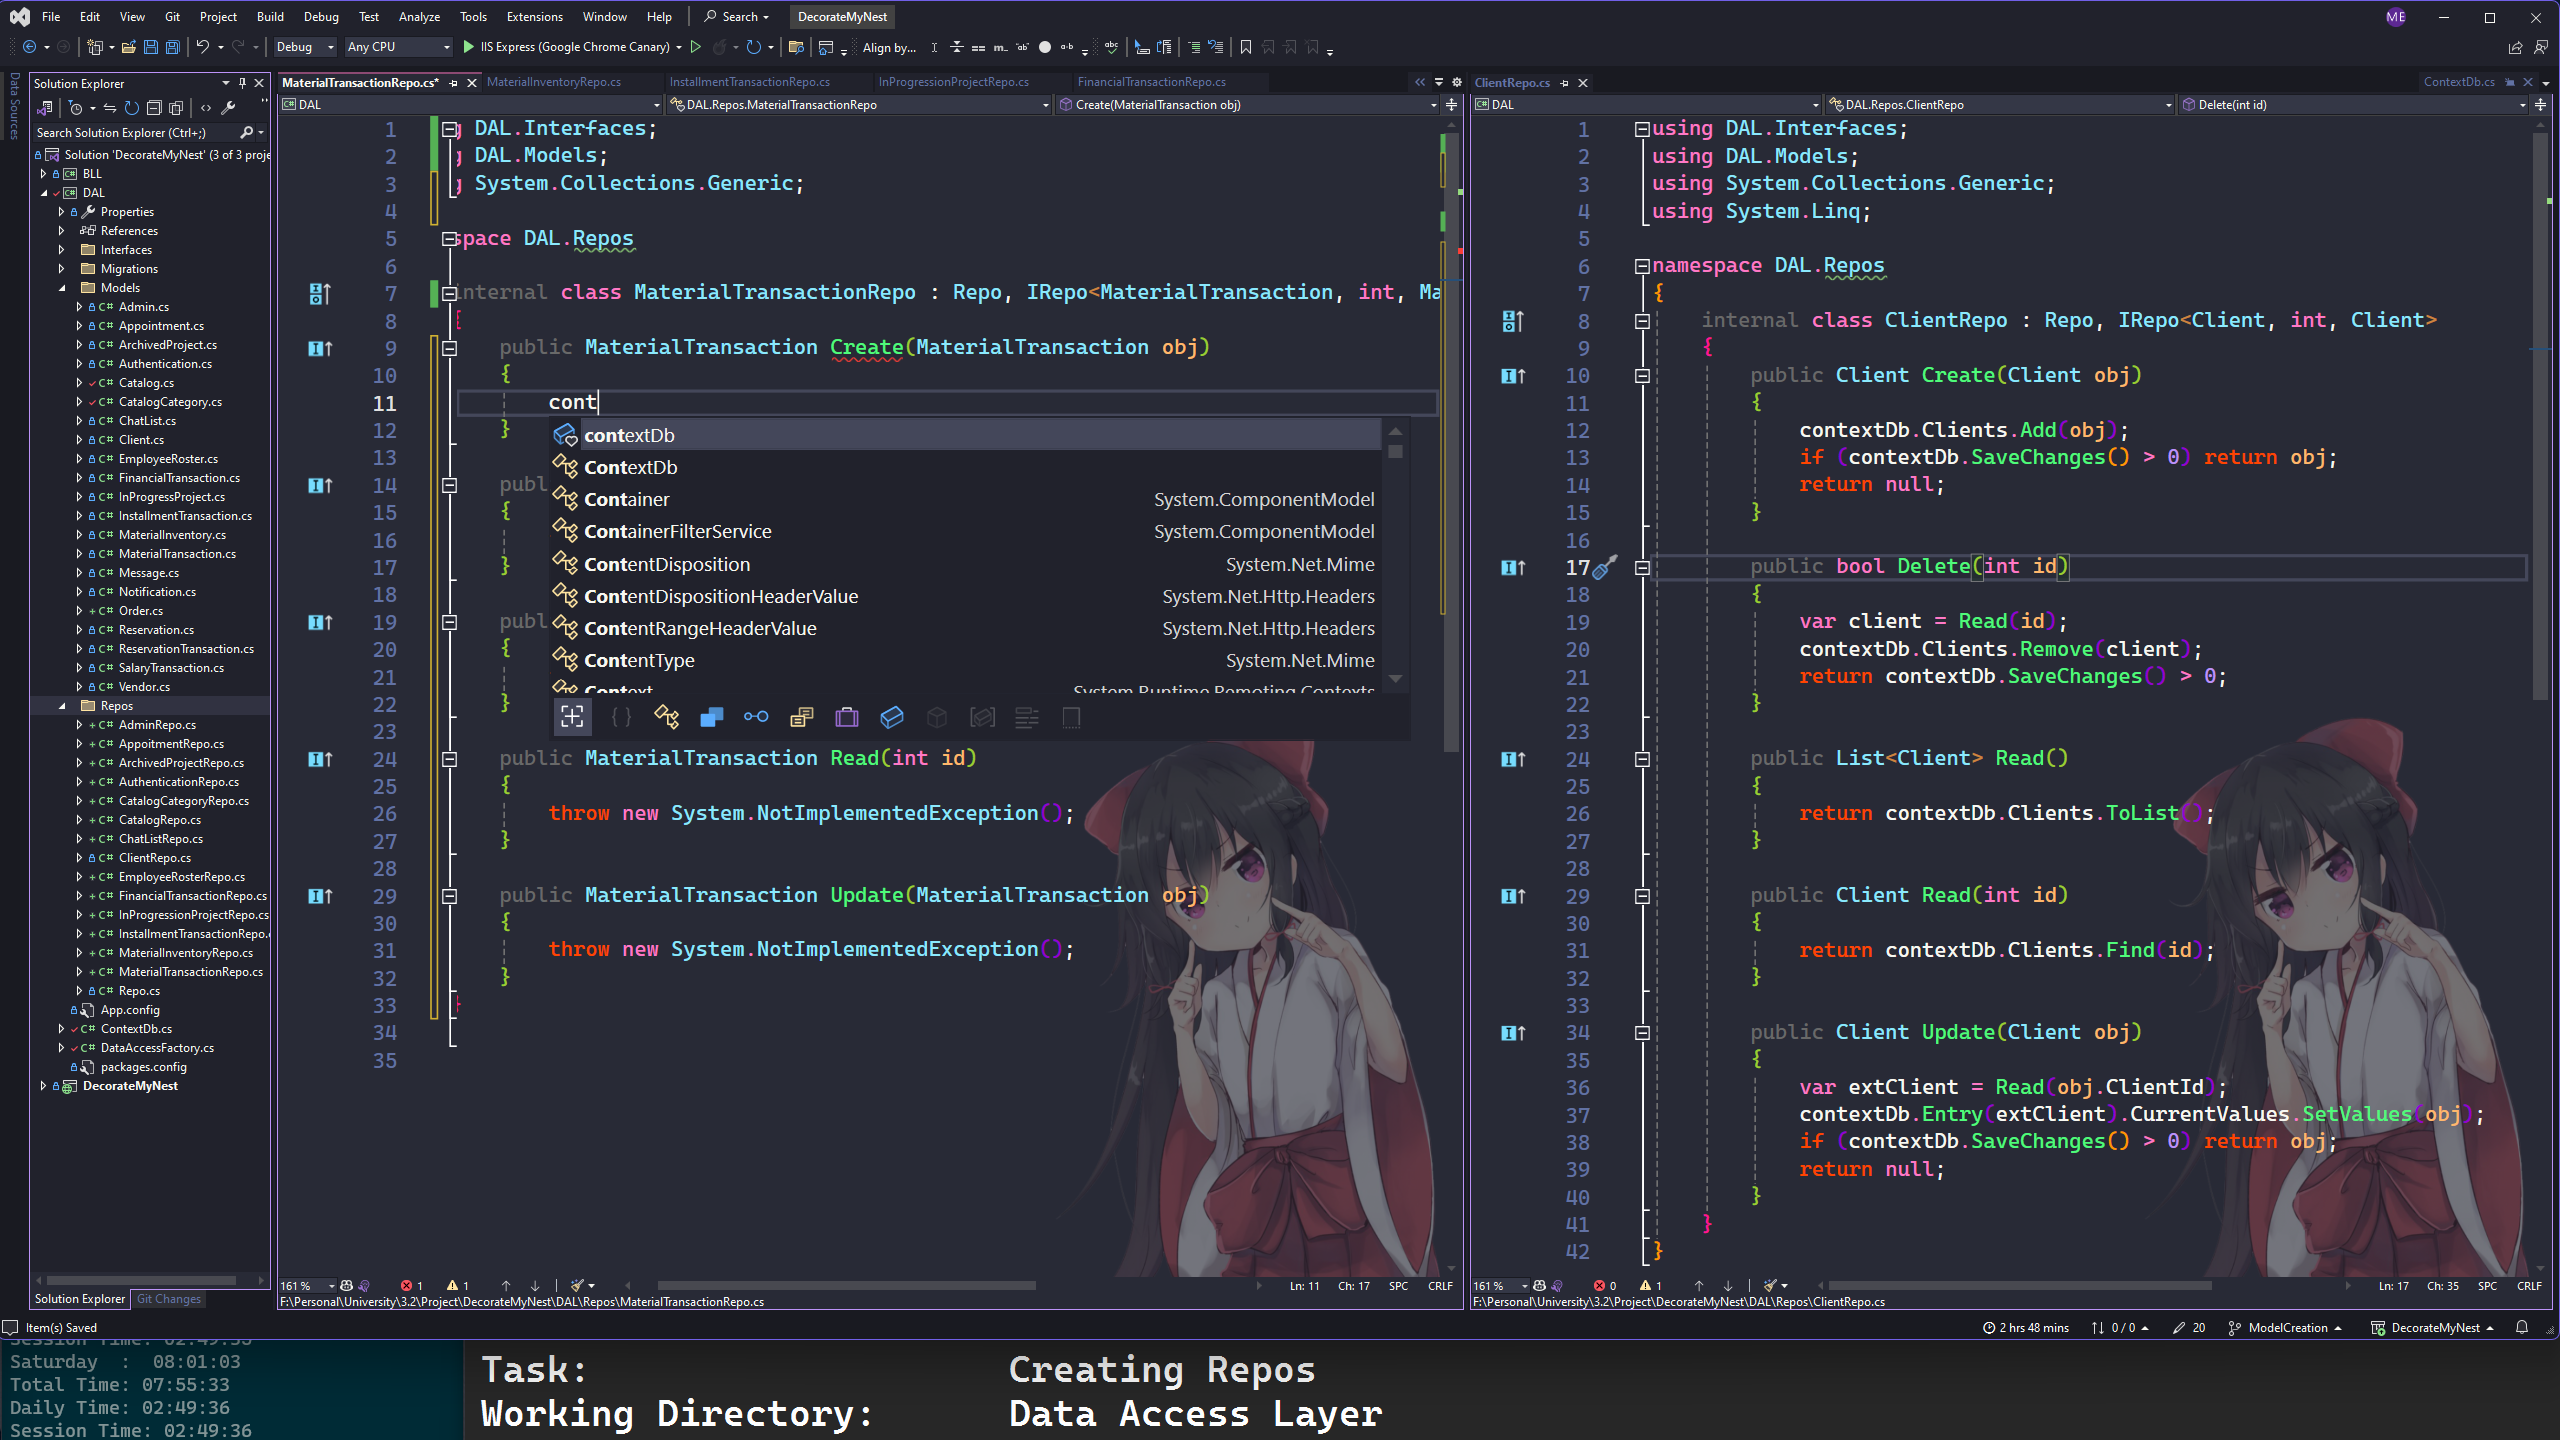 File Edit View Git Project Build Debug Test Analyze Tools Extensions Window Help Search DecorateMyNest ME
Debug Any CPU IIS Express (Google Chrome Canary) Align by...
Data Sources
Solution Explorer
Search Solution Explorer (Ctrl+;)
Solution 'DecorateMyNest' (3 of 3 proje
BLL
DAL
Properties
References
Interfaces
Migrations
Models
Admin.cs
Appointment.cs
ArchivedProject.cs
Authentication.cs
Catalog.cs
CatalogCategory.cs
ChatList.cs
Client.cs
EmployeeRoster.cs
FinancialTransaction.cs
InProgressProject.cs
InstallmentTransaction.cs
MaterialInventory.cs
MaterialTransaction.cs
Message.cs
Notification.cs
Order.cs
Reservation.cs
ReservationTransaction.cs
SalaryTransaction.cs
Vendor.cs
Repos
AdminRepo.cs
AppoitmentRepo.cs
ArchivedProjectRepo.cs
AuthenticationRepo.cs
CatalogCategoryRepo.cs
CatalogRepo.cs
ChatListRepo.cs
ClientRepo.cs
EmployeeRosterRepo.cs
FinancialTransactionRepo.cs
InProgressionProjectRepo.cs
InstallmentTransactionRepo.c
MaterialInventoryRepo.cs
MaterialTransactionRepo.cs
Repo.cs
App.config
ContextDb.cs
DataAccessFactory.cs
packages.config
DecorateMyNest
Solution Explorer Git Changes
MaterialTransactionRepo.cs* MaterialInventoryRepo.cs InstallmentTransactionRepo.cs InProgressionProjectRepo.cs FinancialTransactionRepo.cs
DAL DAL.Repos.MaterialTransactionRepo Create(MaterialTransaction obj)
1 g DAL.Interfaces;
2 g DAL.Models;
3 g System.Collections.Generic;
4
5 space DAL.Repos
6
7 internal class MaterialTransactionRepo : Repo, IRepo<MaterialTransaction, int, Ma
8 {
9 public MaterialTransaction Create(MaterialTransaction obj)
10 {
11 cont
12 }
13
14 publ
15 {
16
17 }
18
19 publ
20 {
21
22 }
23
24 public MaterialTransaction Read(int id)
25 {
26 throw new System.NotImplementedException();
27 }
28
29 public MaterialTransaction Update(MaterialTransaction obj)
30 {
31 throw new System.NotImplementedException();
32 }
33 }
34
35
contextDb
ContextDb
Container System.ComponentModel
ContainerFilterService System.ComponentModel
ContentDisposition System.Net.Mime
ContentDispositionHeaderValue System.Net.Http.Headers
ContentRangeHeaderValue System.Net.Http.Headers
ContentType System.Net.Mime
Context System.Runtime.Remoting.Contexts
161 % 1 1 Ln: 11 Ch: 17 SPC CRLF
F:\Personal\University\3.2\Project\DecorateMyNest\DAL\Repos\MaterialTransactionRepo.cs
ClientRepo.cs ContextDb.cs
DAL DAL.Repos.ClientRepo Delete(int id)
1 using DAL.Interfaces;
2 using DAL.Models;
3 using System.Collections.Generic;
4 using System.Linq;
5
6 namespace DAL.Repos
7 {
8 internal class ClientRepo : Repo, IRepo<Client, int, Client>
9 {
10 public Client Create(Client obj)
11 {
12 contextDb.Clients.Add(obj);
13 if (contextDb.SaveChanges() > 0) return obj;
14 return null;
15 }
16
17 public bool Delete(int id)
18 {
19 var client = Read(id);
20 contextDb.Clients.Remove(client);
21 return contextDb.SaveChanges() > 0;
22 }
23
24 public List<Client> Read()
25 {
26 return contextDb.Clients.ToList();
27 }
28
29 public Client Read(int id)
30 {
31 return contextDb.Clients.Find(id);
32 }
33
34 public Client Update(Client obj)
35 {
36 var extClient = Read(obj.ClientId);
37 contextDb.Entry(extClient).CurrentValues.SetValues(obj);
38 if (contextDb.SaveChanges() > 0) return obj;
39 return null;
40 }
41 }
42 }
161 % 0 1 Ln: 17 Ch: 35 SPC CRLF
F:\Personal\University\3.2\Project\DecorateMyNest\DAL\Repos\ClientRepo.cs
Item(s) Saved 2 hrs 48 mins 0 / 0 20 ModelCreation DecorateMyNest
Session Time: 02:49:35
Saturday : 08:01:03
Total Time: 07:55:33
Daily Time: 02:49:36
Session Time: 02:49:36
Task: Creating Repos
Working Directory: Data Access Layer